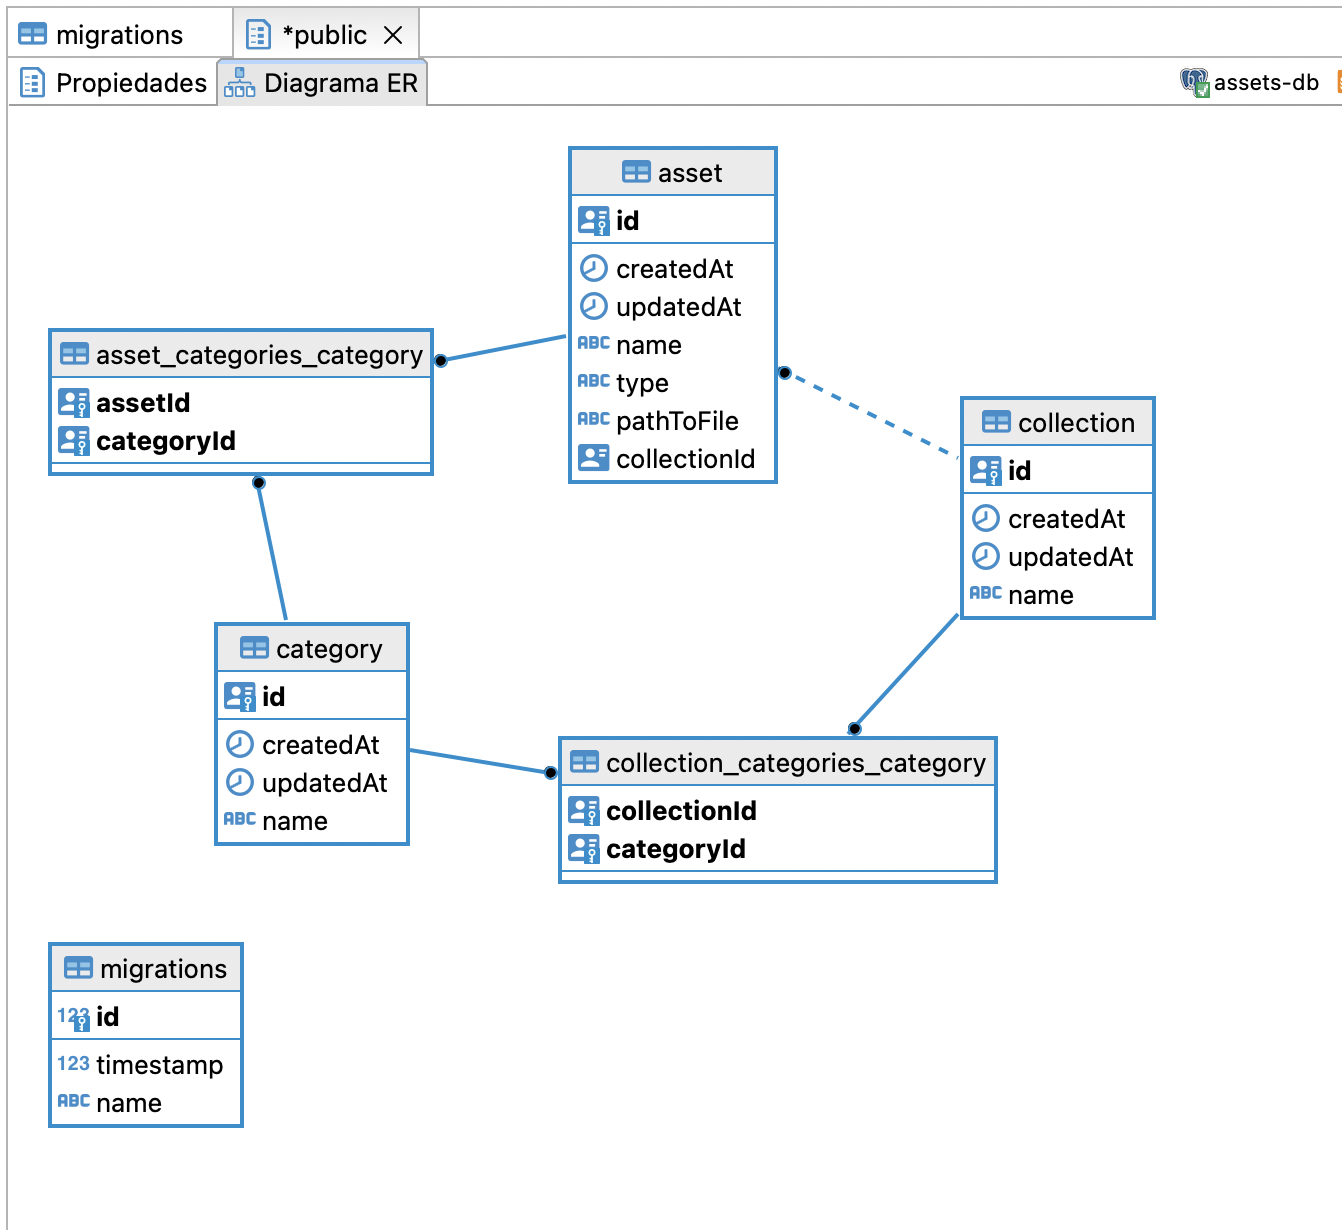 migrations
*public
Propiedades
Diagrama ER
assets-db
asset
id
createdAt
updatedAt
ABC name
ABC type
ABC pathToFile
collectionId
asset_categories_category
assetId
categoryId
collection
id
createdAt
updatedAt
ABC name
category
id
createdAt
updatedAt
ABC name
collection_categories_category
collectionId
categoryId
migrations
123 id
123 timestamp
ABC name